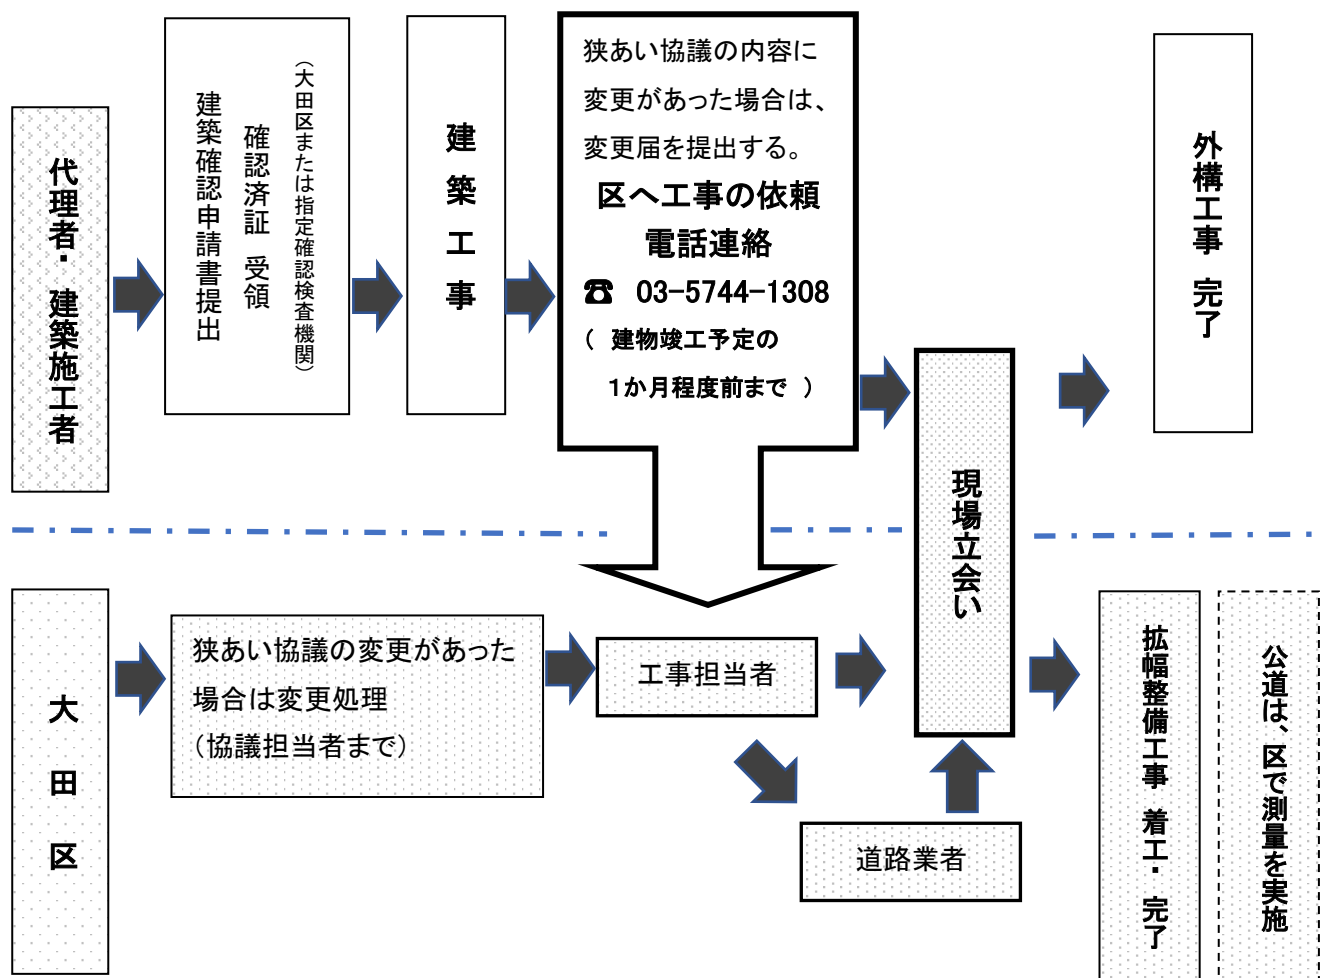 代理者・建築施工者
建築確認申請書提出
確認済証 受領
（大田区または指定確認検査機関）
建築工事
狭あい協議の内容に
変更があった場合は、
変更届を提出する。
区へ工事の依頼
電話連絡
☎ 03-5744-1308
（ 建物竣工予定の
1か月程度前まで ）
現場立会い
外構工事 完了
大田区
狭あい協議の変更があった
場合は変更処理
（協議担当者まで）
工事担当者
道路業者
拡幅整備工事 着工・完了
公道は、区で測量を実施